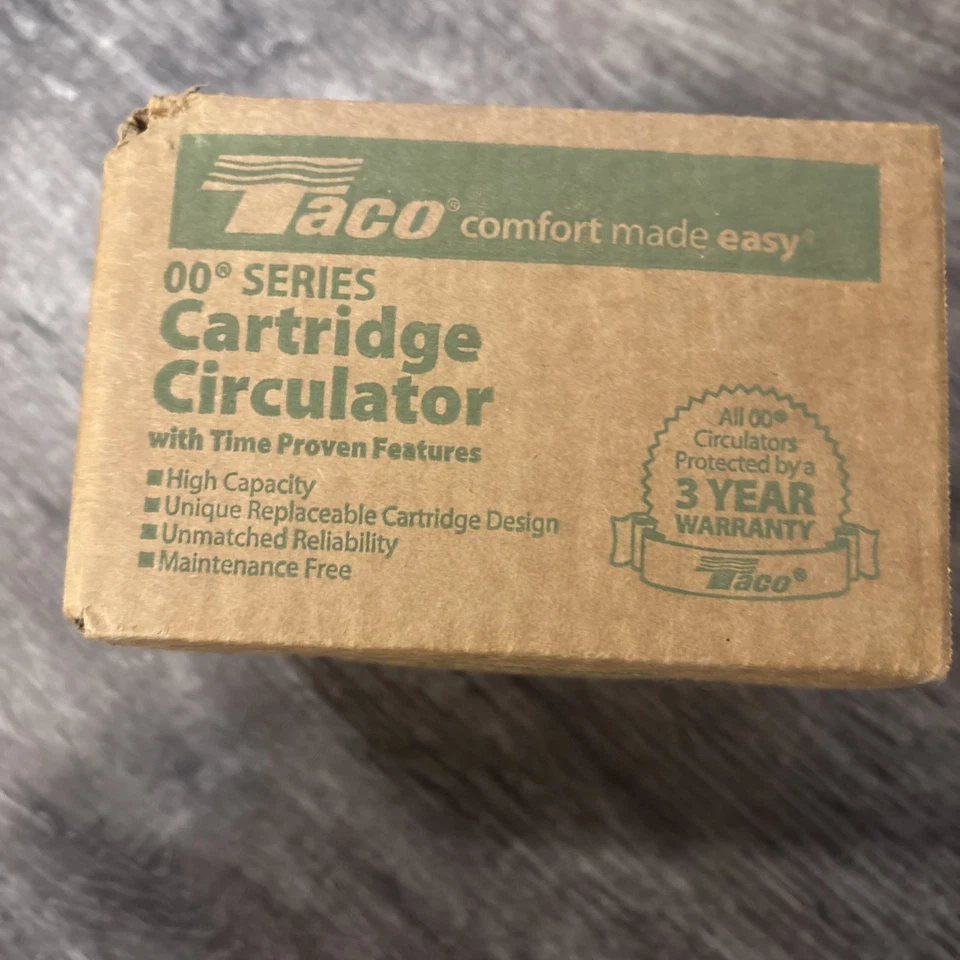 Taco® comfort made easy®
00® SERIES
Cartridge
Circulator
with Time Proven Features
■ High Capacity
■ Unique Replaceable Cartridge Design
■ Unmatched Reliability
■ Maintenance Free
All 00®
Circulators
Protected by a
3 YEAR
WARRANTY
Taco®